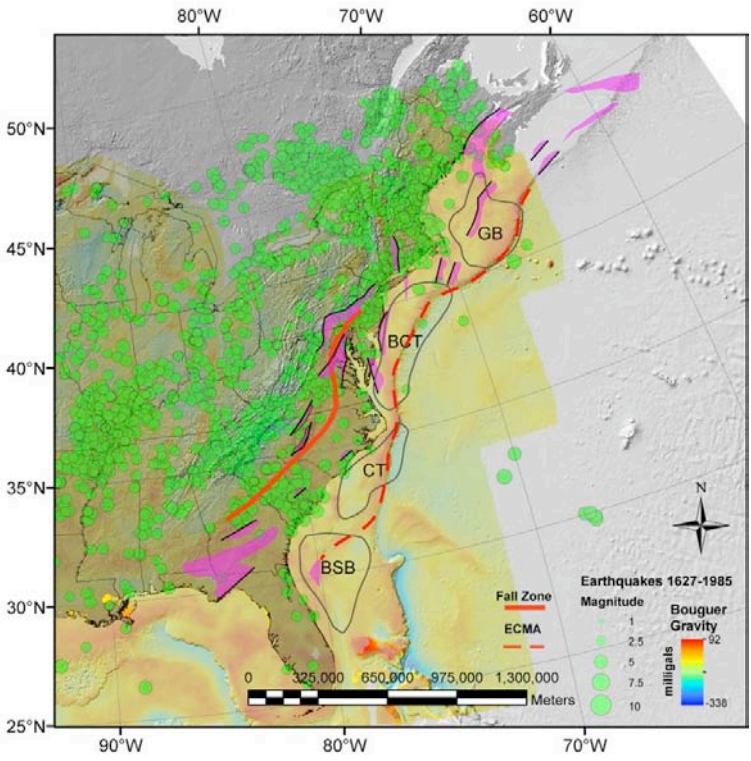 80°W 70°W 60°W
50°N
45°N
40°N
35°N
30°N
25°N
GB
BCT
CT
BSB
N
Fall Zone
ECMA
Earthquakes 1627-1985
Magnitude
1
2.5
5
7.5
10
Bouguer
Gravity
92
-338
milligals
0 325,000 650,000 975,000 1,300,000
Meters
90°W 80°W 70°W